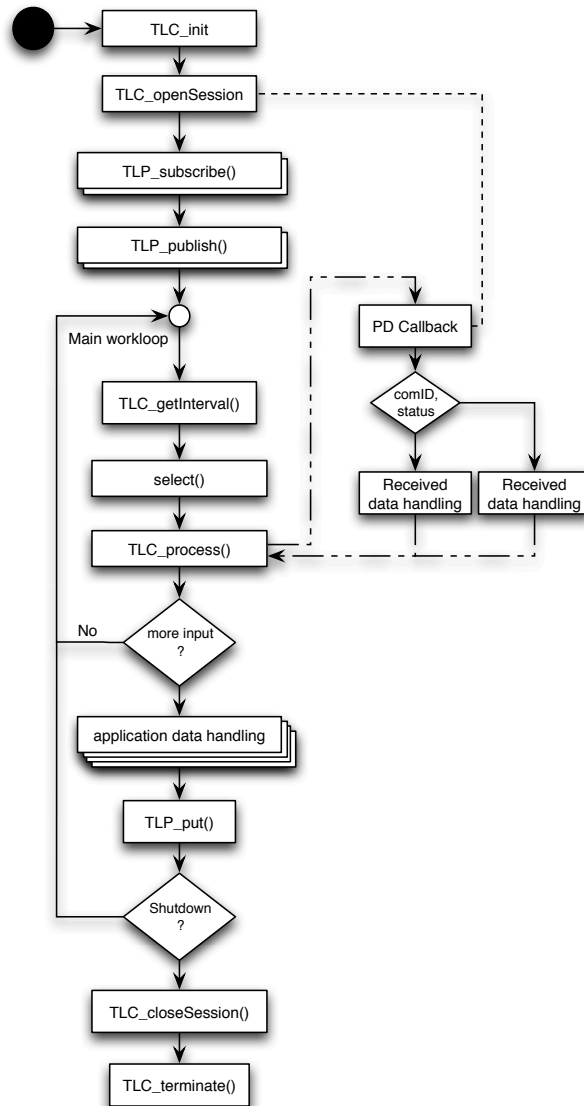 TLC_init
TLC_openSession
TLP_subscribe()
TLP_publish()
Main workloop
PD Callback
TLC_getInterval()
comID,
status
select()
Received
data handling
Received
data handling
TLC_process()
No
more input
?
application data handling
TLP_put()
Shutdown
?
TLC_closeSession()
TLC_terminate()